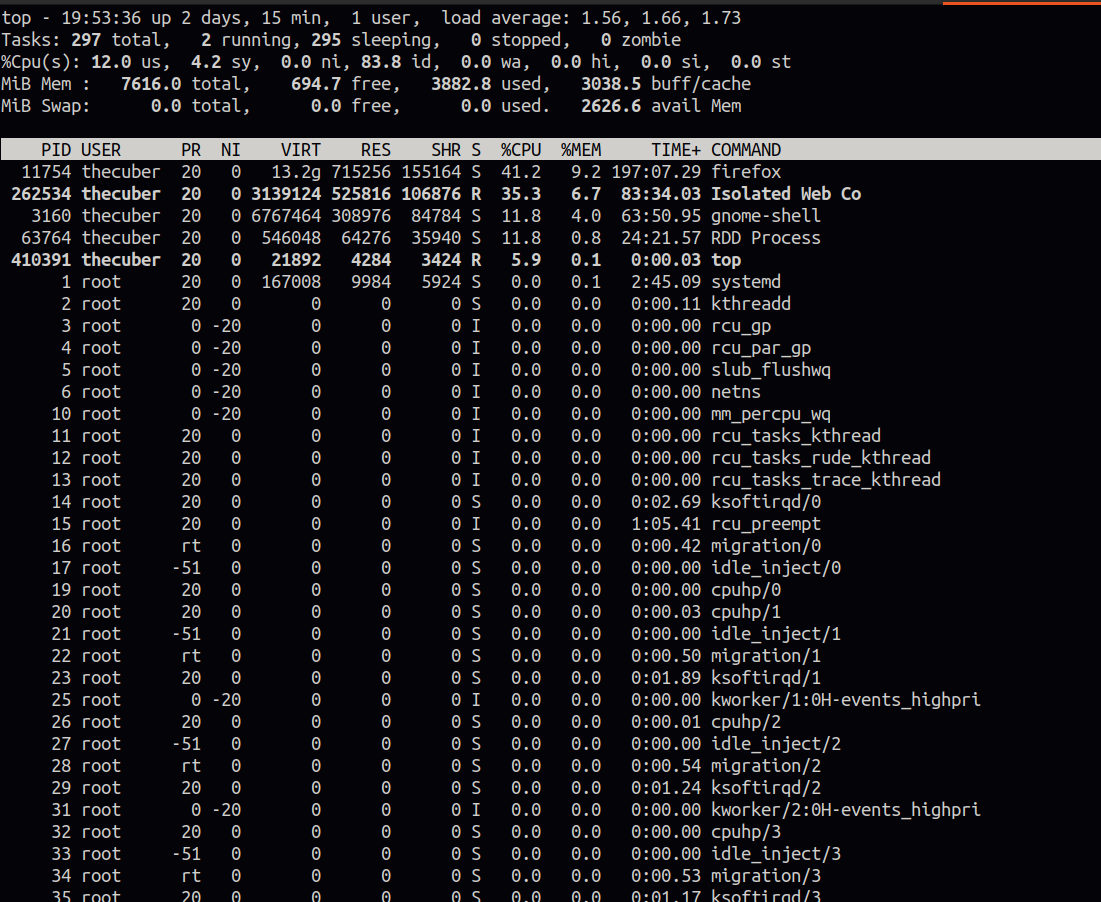 top - 19:53:36 up 2 days, 15 min,  1 user,  load average: 1.56, 1.66, 1.73
Tasks: 297 total,   2 running, 295 sleeping,   0 stopped,   0 zombie
%Cpu(s): 12.0 us,  4.2 sy,  0.0 ni, 83.8 id,  0.0 wa,  0.0 hi,  0.0 si,  0.0 st
MiB Mem :   7616.0 total,    694.7 free,   3882.8 used,   3038.5 buff/cache
MiB Swap:      0.0 total,      0.0 free,      0.0 used.   2626.6 avail Mem
    PID USER      PR  NI    VIRT    RES    SHR S  %CPU  %MEM     TIME+ COMMAND
  11754 thecuber  20   0   13.2g 715256 155164 S  41.2   9.2 197:07.29 firefox
 262534 thecuber  20   0 3139124 525816 106876 R  35.3   6.7  83:34.03 Isolated Web Co
   3160 thecuber  20   0 6767464 308976  84784 S  11.8   4.0  63:50.95 gnome-shell
  63764 thecuber  20   0  546048  64276  35940 S  11.8   0.8  24:21.57 RDD Process
 410391 thecuber  20   0   21892   4284   3424 R   5.9   0.1   0:00.03 top
      1 root      20   0  167008   9984   5924 S   0.0   0.1   2:45.09 systemd
      2 root      20   0       0      0      0 S   0.0   0.0   0:00.11 kthreadd
      3 root       0 -20       0      0      0 I   0.0   0.0   0:00.00 rcu_gp
      4 root       0 -20       0      0      0 I   0.0   0.0   0:00.00 rcu_par_gp
      5 root       0 -20       0      0      0 I   0.0   0.0   0:00.00 slub_flushwq
      6 root       0 -20       0      0      0 I   0.0   0.0   0:00.00 netns
     10 root       0 -20       0      0      0 I   0.0   0.0   0:00.00 mm_percpu_wq
     11 root      20   0       0      0      0 I   0.0   0.0   0:00.00 rcu_tasks_kthread
     12 root      20   0       0      0      0 I   0.0   0.0   0:00.00 rcu_tasks_rude_kthread
     13 root      20   0       0      0      0 I   0.0   0.0   0:00.00 rcu_tasks_trace_kthread
     14 root      20   0       0      0      0 S   0.0   0.0   0:02.69 ksoftirqd/0
     15 root      20   0       0      0      0 I   0.0   0.0   1:05.41 rcu_preempt
     16 root      rt   0       0      0      0 S   0.0   0.0   0:00.42 migration/0
     17 root     -51   0       0      0      0 S   0.0   0.0   0:00.00 idle_inject/0
     19 root      20   0       0      0      0 S   0.0   0.0   0:00.00 cpuhp/0
     20 root      20   0       0      0      0 S   0.0   0.0   0:00.03 cpuhp/1
     21 root     -51   0       0      0      0 S   0.0   0.0   0:00.00 idle_inject/1
     22 root      rt   0       0      0      0 S   0.0   0.0   0:00.50 migration/1
     23 root      20   0       0      0      0 S   0.0   0.0   0:01.89 ksoftirqd/1
     25 root       0 -20       0      0      0 I   0.0   0.0   0:00.00 kworker/1:0H-events_highpri
     26 root      20   0       0      0      0 S   0.0   0.0   0:00.01 cpuhp/2
     27 root     -51   0       0      0      0 S   0.0   0.0   0:00.00 idle_inject/2
     28 root      rt   0       0      0      0 S   0.0   0.0   0:00.54 migration/2
     29 root      20   0       0      0      0 S   0.0   0.0   0:01.24 ksoftirqd/2
     31 root       0 -20       0      0      0 I   0.0   0.0   0:00.00 kworker/2:0H-events_highpri
     32 root      20   0       0      0      0 S   0.0   0.0   0:00.00 cpuhp/3
     33 root     -51   0       0      0      0 S   0.0   0.0   0:00.00 idle_inject/3
     34 root      rt   0       0      0      0 S   0.0   0.0   0:00.53 migration/3
     35 root      20   0       0      0      0 S   0.0   0.0   0:01.17 ksoftirqd/3